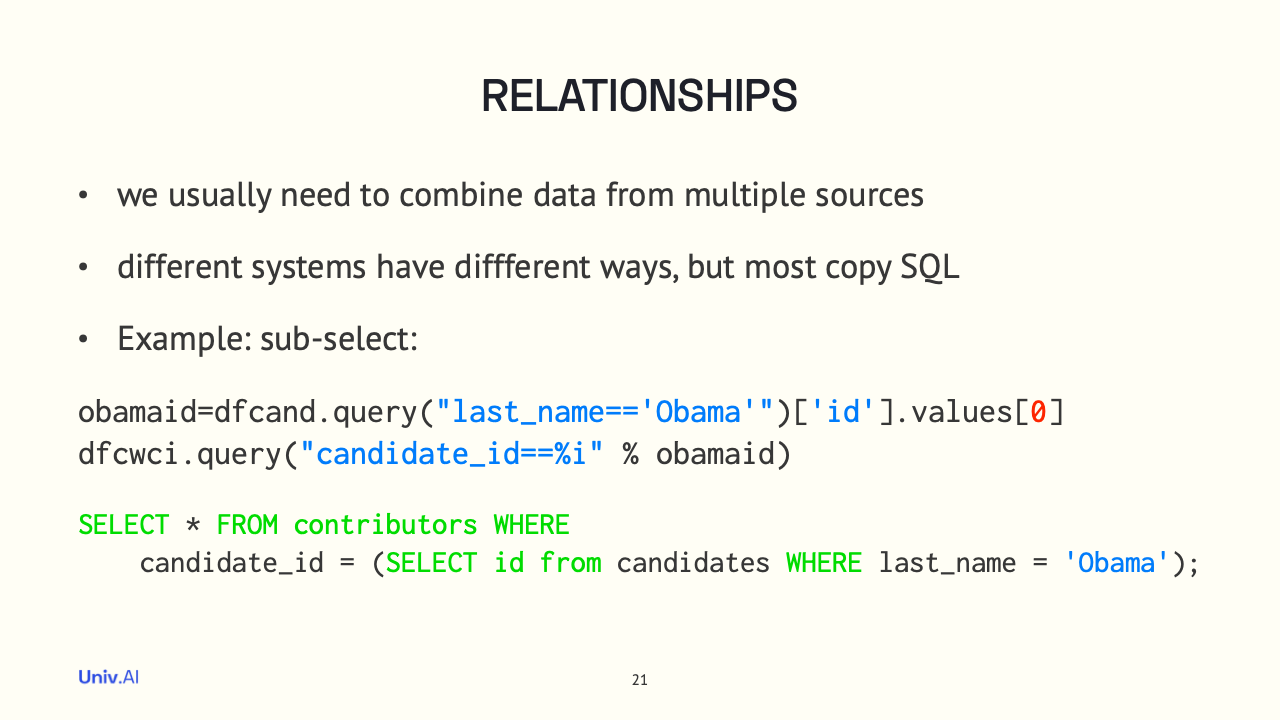 RELATIONSHIPS
• we usually need to combine data from multiple sources
• different systems have diffferent ways, but most copy SQL
• Example: sub-select:
obamaid=dfcand.query("last_name=='Obama'")['id'].values[0]
dfcwci.query("candidate_id==%i" % obamaid)
SELECT * FROM contributors WHERE
    candidate_id = (SELECT id from candidates WHERE last_name = 'Obama');
Univ.AI
21